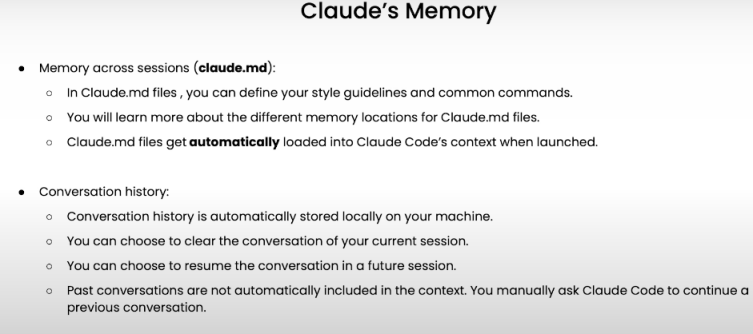 Claude's Memory
• Memory across sessions (claude.md):
○ In Claude.md files , you can define your style guidelines and common commands.
○ You will learn more about the different memory locations for Claude.md files.
○ Claude.md files get automatically loaded into Claude Code's context when launched.
• Conversation history:
○ Conversation history is automatically stored locally on your machine.
○ You can choose to clear the conversation of your current session.
○ You can choose to resume the conversation in a future session.
○ Past conversations are not automatically included in the context. You manually ask Claude Code to continue a
previous conversation.